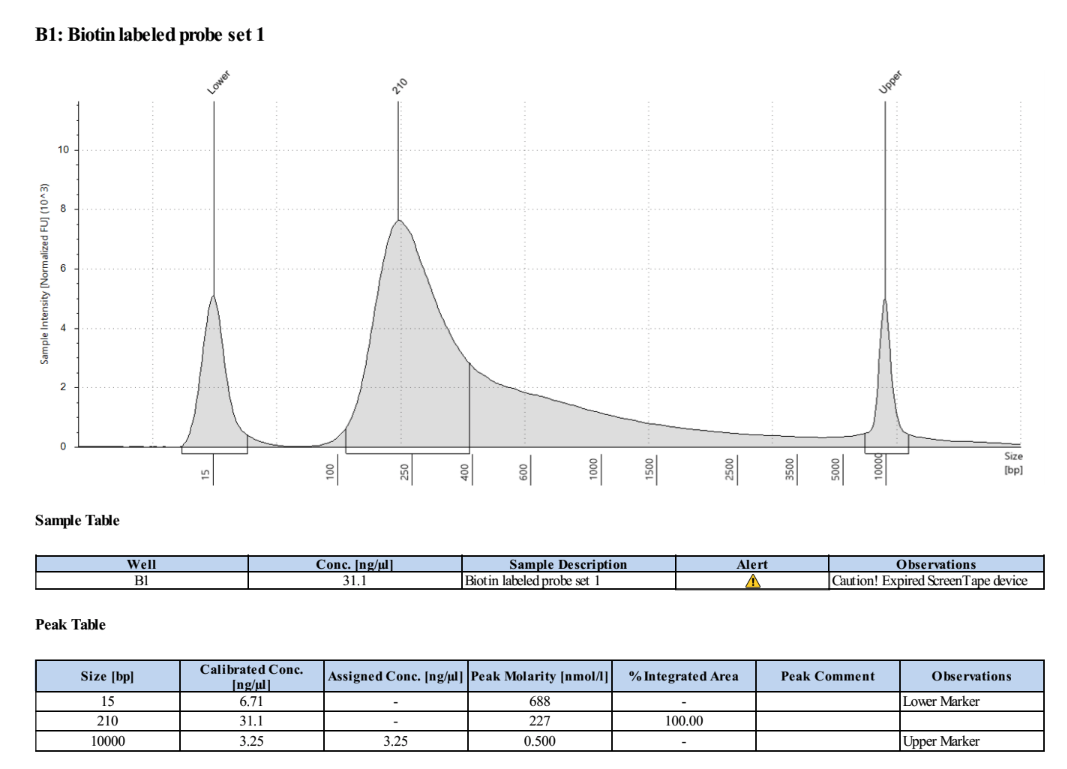 B1: Biotin labeled probe set 1
Lower
210
Upper
Sample Intensity [Normalized FU] (10^3)
10
8
6
4
2
0
15
100
250
400
600
1000
1500
2500
3500
5000
10000
Size
[bp]
Sample Table
Well Conc. [ng/µl] Sample Description Alert Observations
B1 31.1 Biotin labeled probe set 1 Caution! Expired ScreenTape device
Peak Table
Size [bp] Calibrated Conc. [ng/µl] Assigned Conc. [ng/µl] Peak Molarity [nmol/l] % Integrated Area Peak Comment Observations
15 6.71 - 688 - Lower Marker
210 31.1 - 227 100.00
10000 3.25 3.25 0.500 - Upper Marker